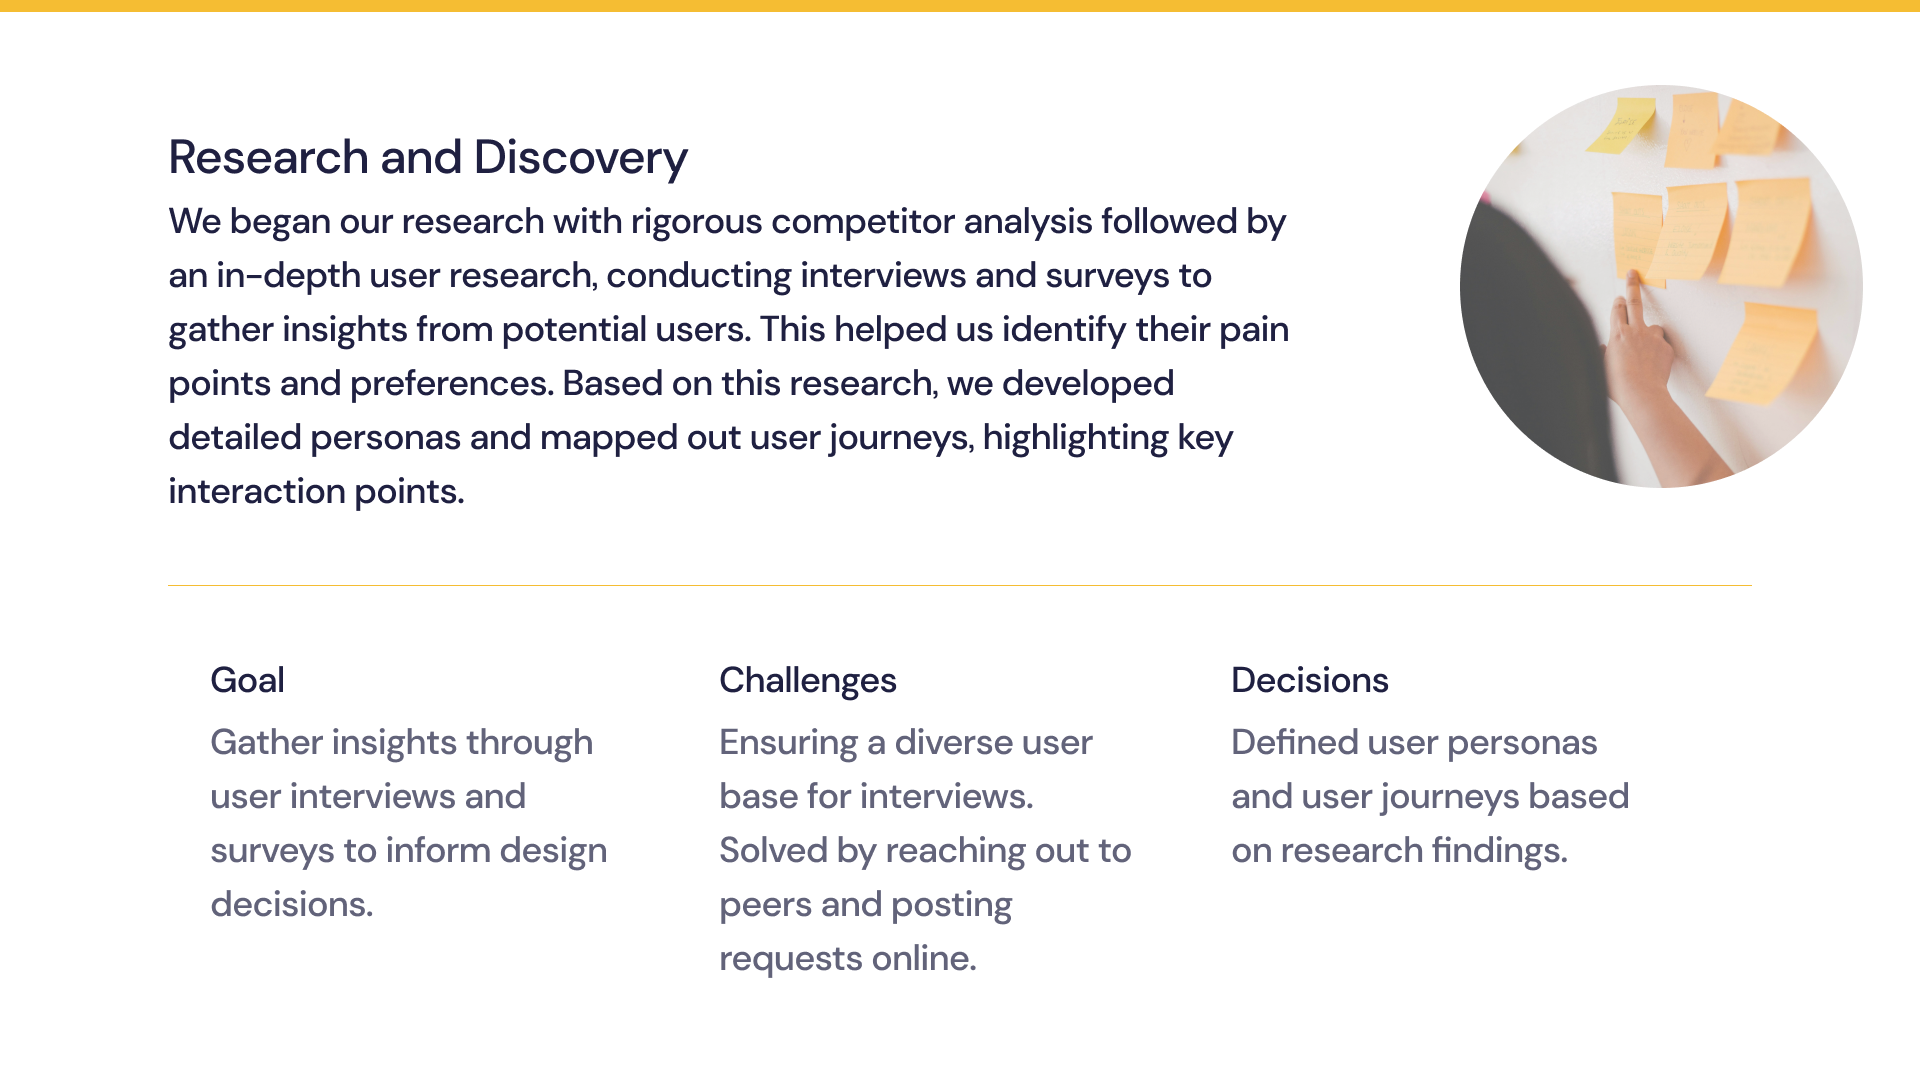 Research and Discovery
We began our research with rigorous competitor analysis followed by
an in-depth user research, conducting interviews and surveys to
gather insights from potential users. This helped us identify their pain
points and preferences. Based on this research, we developed
detailed personas and mapped out user journeys, highlighting key
interaction points.
Goal
Gather insights through
user interviews and
surveys to inform design
decisions.
Challenges
Ensuring a diverse user
base for interviews.
Solved by reaching out to
peers and posting
requests online.
Decisions
Defined user personas
and user journeys based
on research findings.